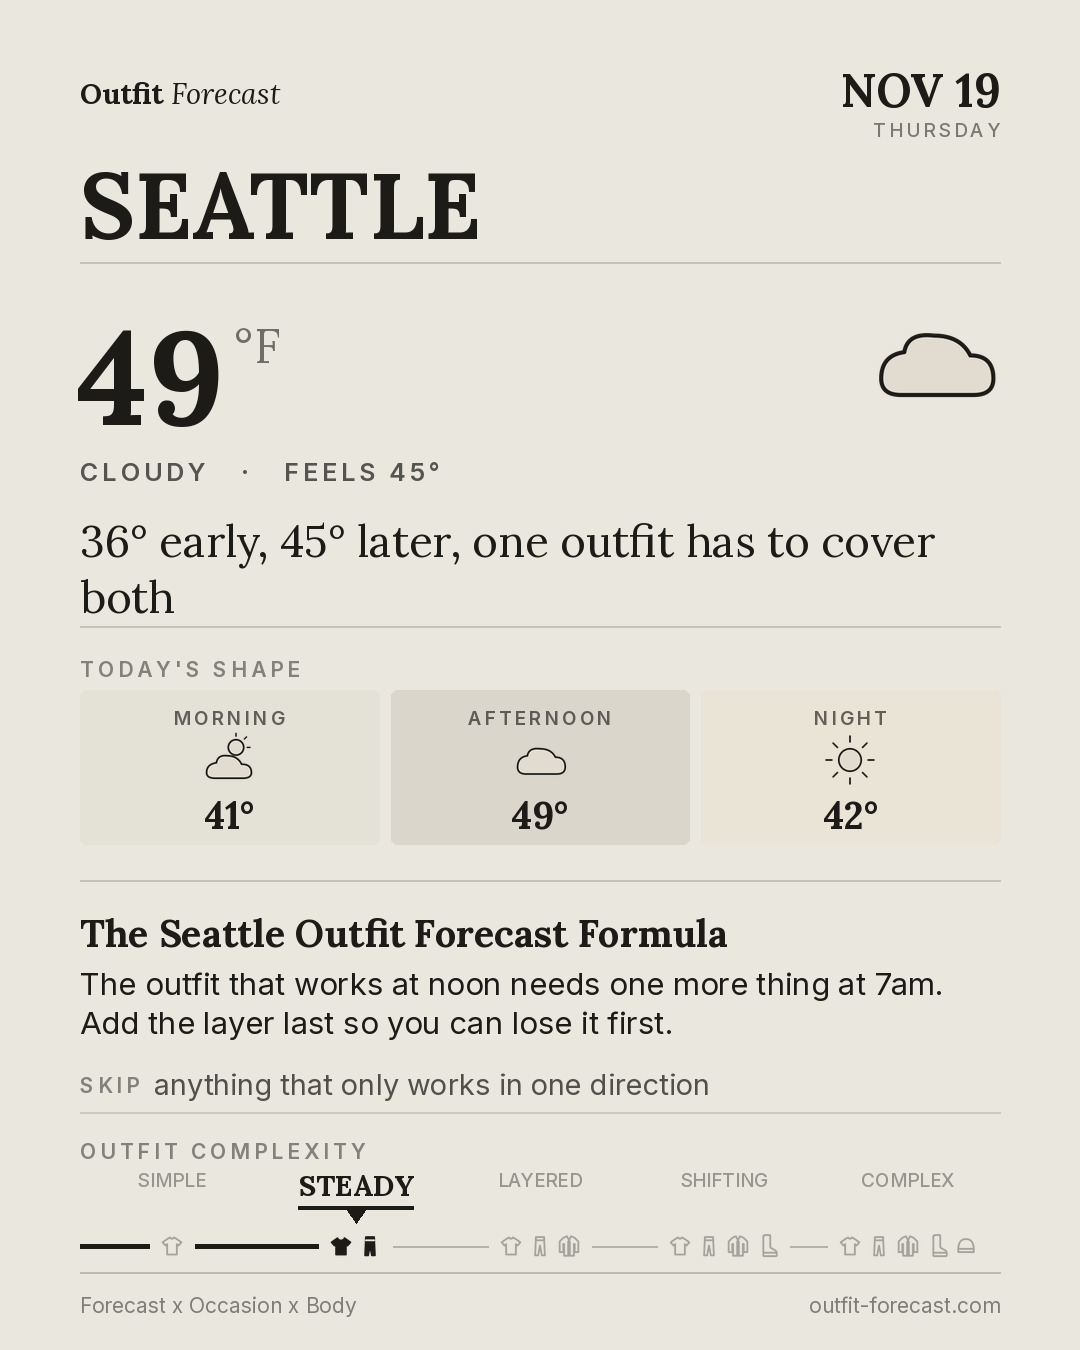 Outfit Forecast
NOV 19
THURSDAY
SEATTLE
49 °F
CLOUDY · FEELS 45°
36° early, 45° later, one outfit has to cover
both
TODAY'S SHAPE
MORNING
41°
AFTERNOON
49°
NIGHT
42°
The Seattle Outfit Forecast Formula
The outfit that works at noon needs one more thing at 7am.
Add the layer last so you can lose it first.
SKIP anything that only works in one direction
OUTFIT COMPLEXITY
SIMPLE STEADY LAYERED SHIFTING COMPLEX
Forecast x Occasion x Body
outfit-forecast.com